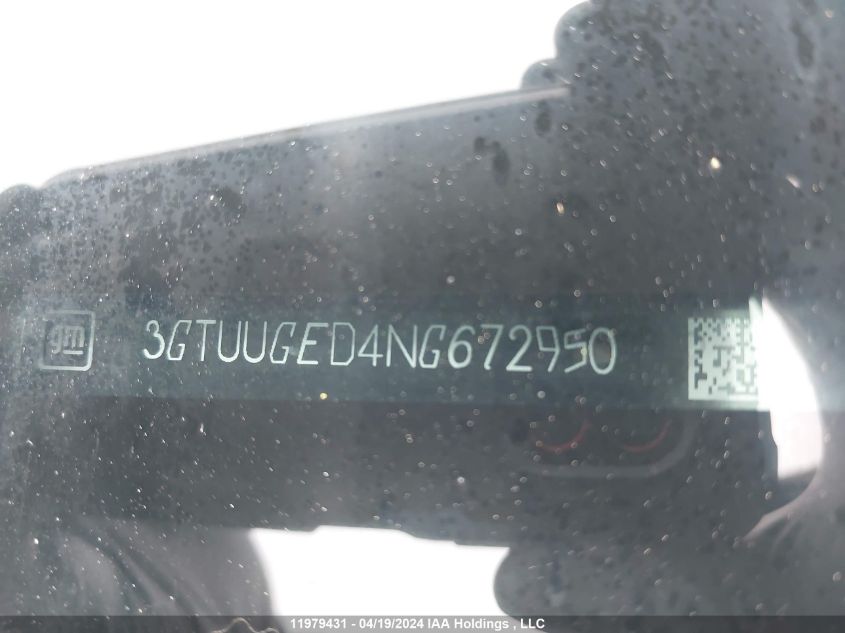 gm 3GTUUGED4NG672950
11979431 - 04/19/2024 IAA Holdings , LLC